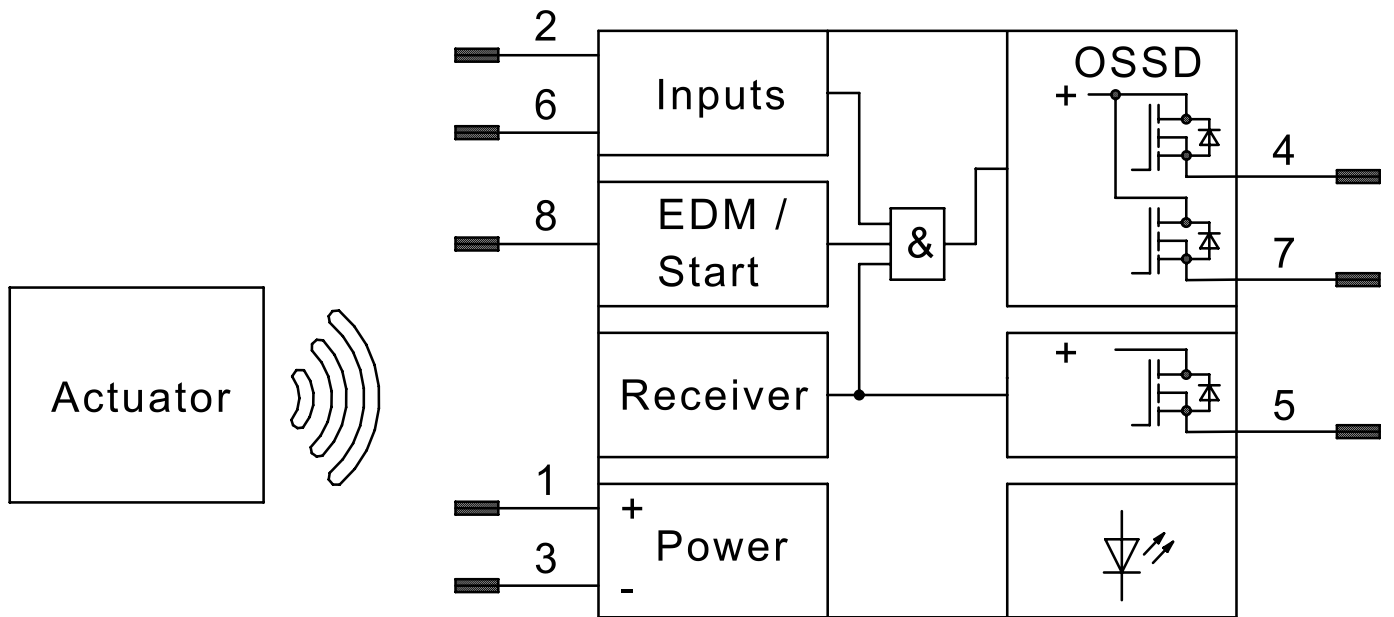 2
Inputs
OSSD
+
6
4
8
EDM /
Start
&
7
Actuator
Receiver
+
5
1
+
Power
3
-